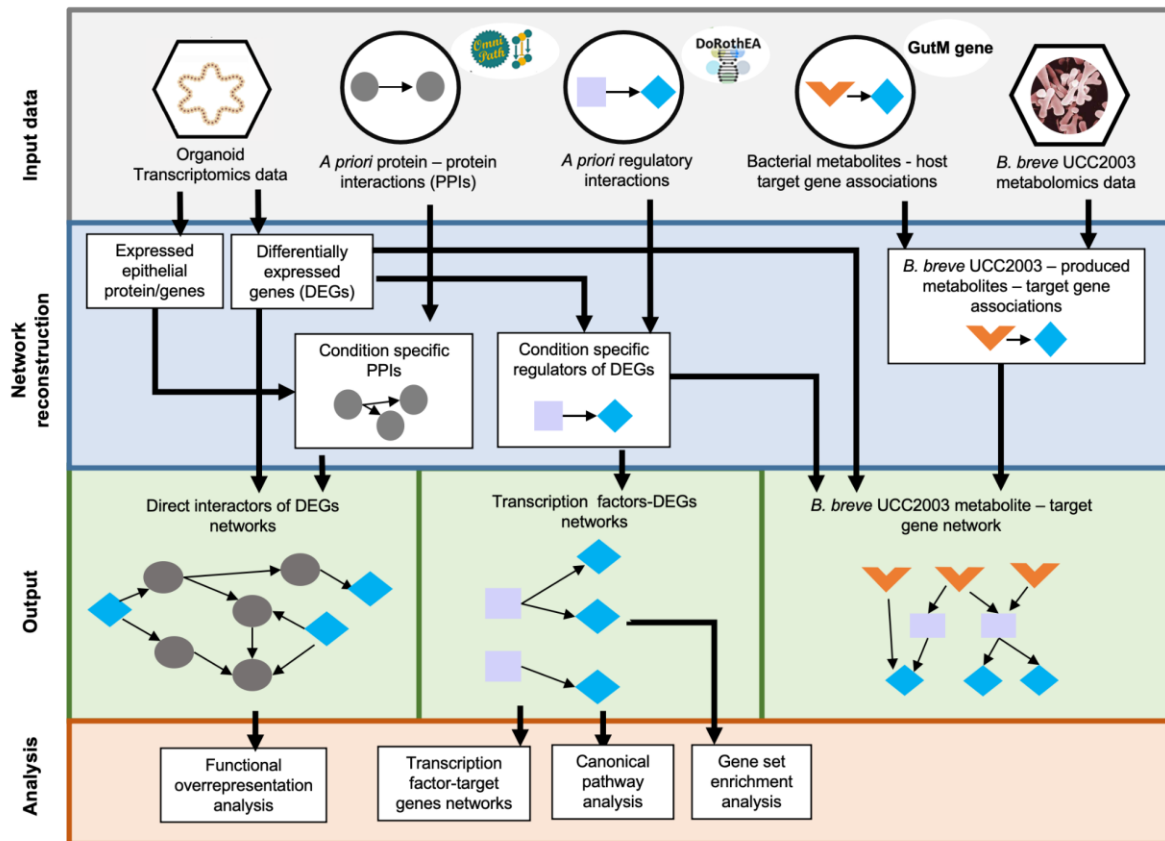 Input data
Omni
Path
DoRothEA
GutM gene
Organoid
Transcriptomics data
A priori protein – protein
interactions (PPIs)
A priori regulatory
interactions
Bacterial metabolites - host
target gene associations
B. breve UCC2003
metabolomics data
Network
reconstruction
Expressed
epithelial
protein/genes
Differentially
expressed
genes (DEGs)
B. breve UCC2003 – produced
metabolites – target gene
associations
Condition specific
PPIs
Condition specific
regulators of DEGs
Output
Direct interactors of DEGs
networks
Transcription factors-DEGs
networks
B. breve UCC2003 metabolite – target
gene network
Analysis
Functional
overrepresentation
analysis
Transcription
factor-target
genes networks
Canonical
pathway
analysis
Gene set
enrichment
analysis